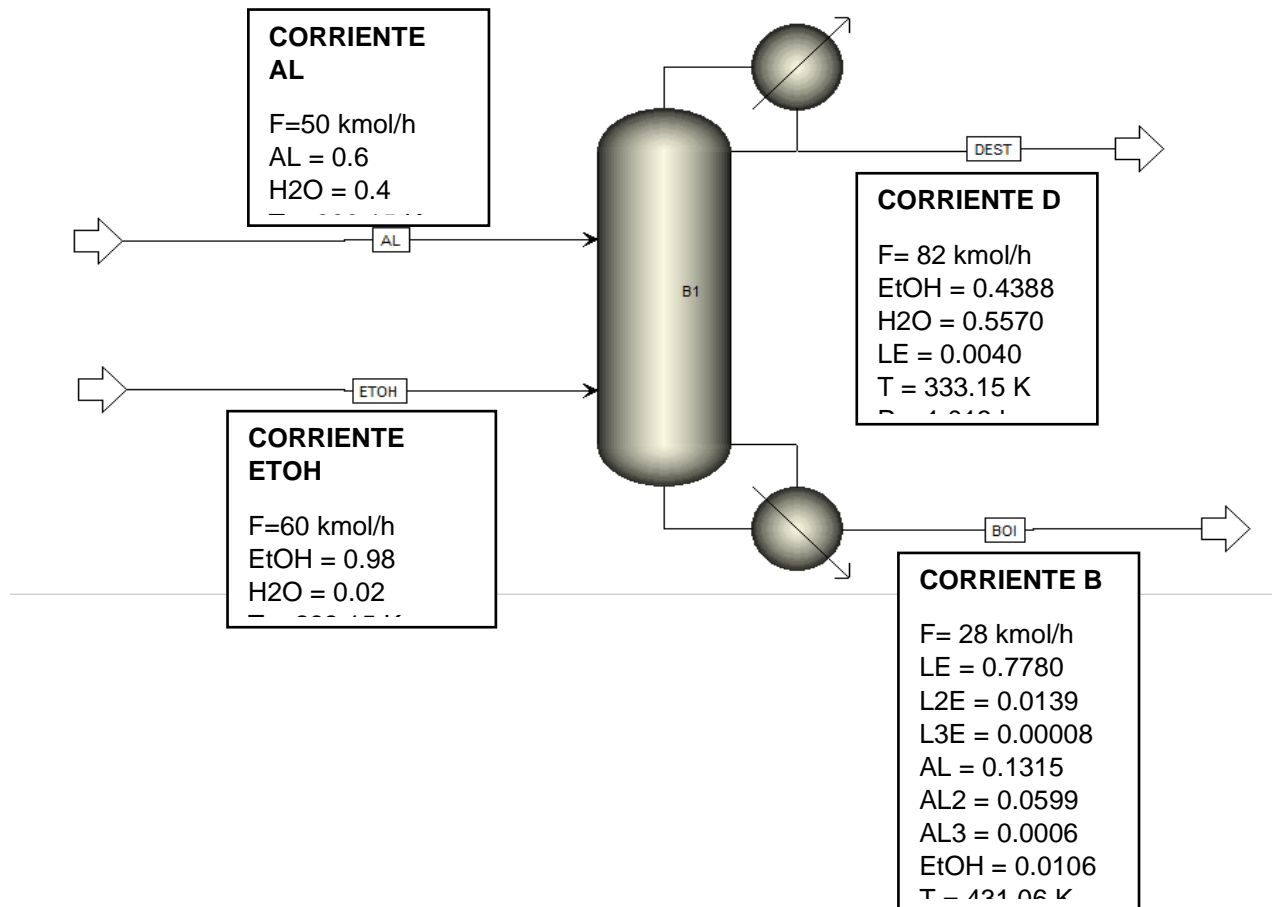 CORRIENTE
AL
F=50 kmol/h
AL = 0.6
H2O = 0.4
AL
DEST
CORRIENTE D
F= 82 kmol/h
EtOH = 0.4388
H2O = 0.5570
LE = 0.0040
T = 333.15 K
B1
ETOH
CORRIENTE
ETOH
F=60 kmol/h
EtOH = 0.98
H2O = 0.02
BOI
CORRIENTE B
F= 28 kmol/h
LE = 0.7780
L2E = 0.0139
L3E = 0.00008
AL = 0.1315
AL2 = 0.0599
AL3 = 0.0006
EtOH = 0.0106
T = 431.06 K